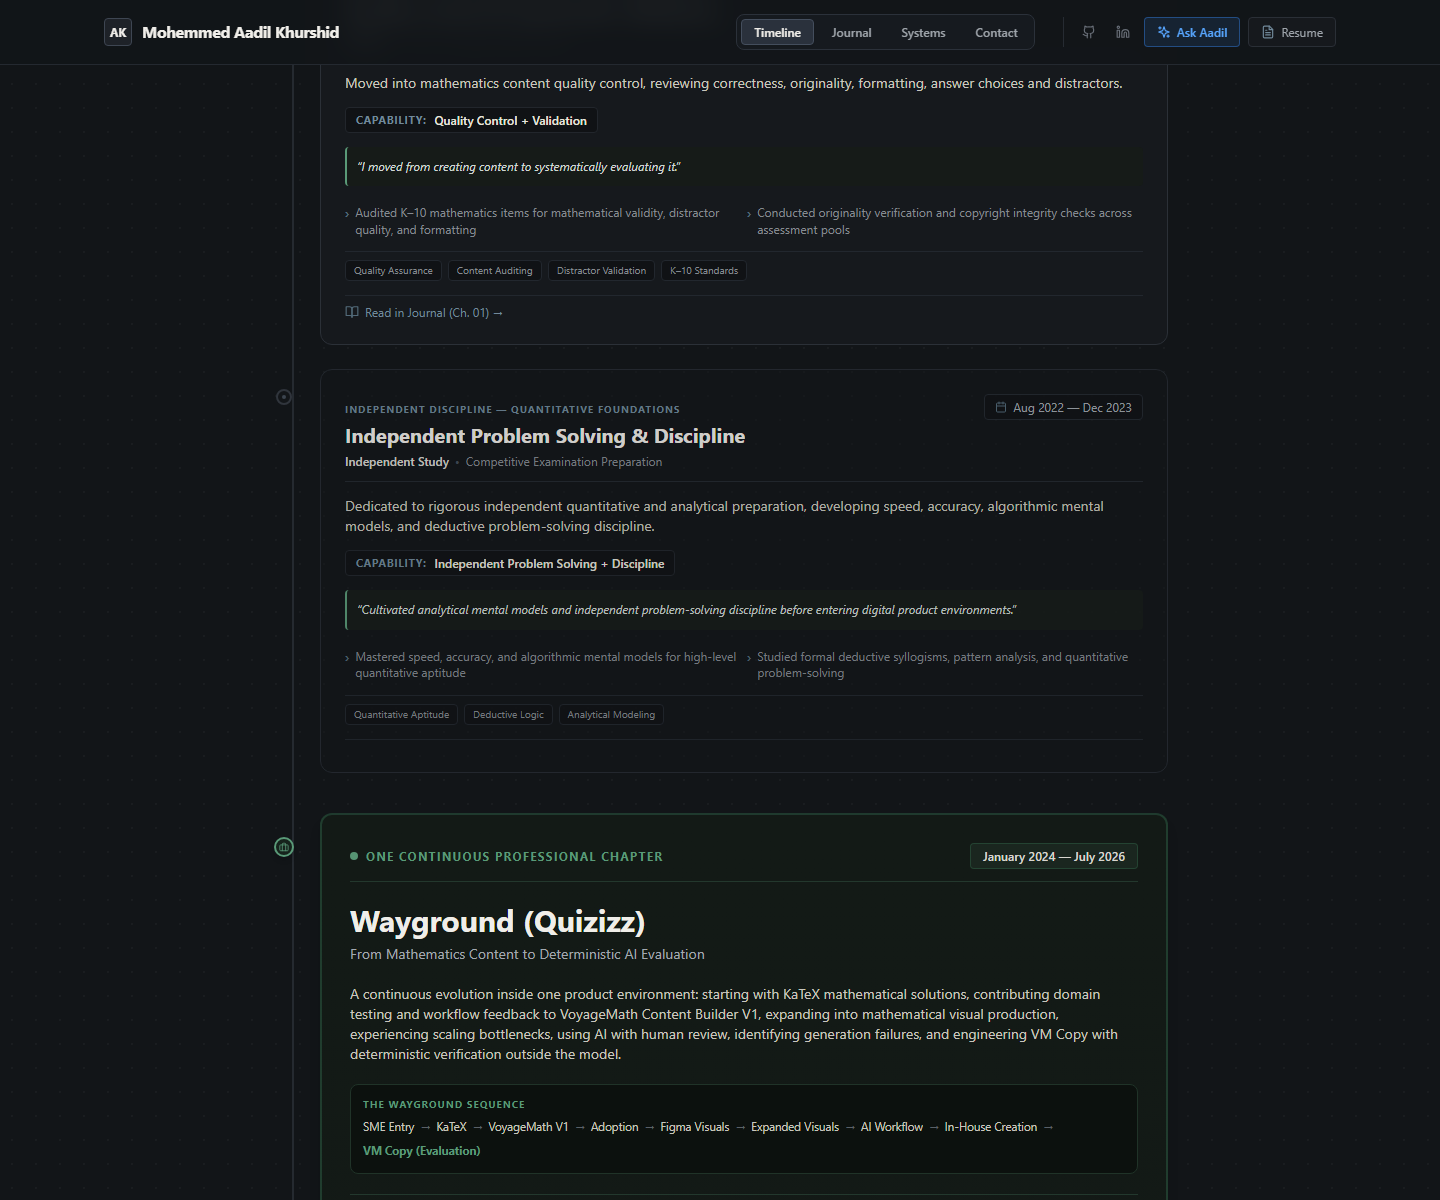 AK Mohemmed Aadil Khurshid
Timeline Journal Systems Contact
Ask Aadil
Resume
Moved into mathematics content quality control, reviewing correctness, originality, formatting, answer choices and distractors.
CAPABILITY: Quality Control + Validation
“I moved from creating content to systematically evaluating it.”
› Audited K–10 mathematics items for mathematical validity, distractor
quality, and formatting
› Conducted originality verification and copyright integrity checks across
assessment pools
Quality Assurance Content Auditing Distractor Validation K–10 Standards
Read in Journal (Ch. 01) →
INDEPENDENT DISCIPLINE — QUANTITATIVE FOUNDATIONS
Aug 2022 — Dec 2023
Independent Problem Solving & Discipline
Independent Study • Competitive Examination Preparation
Dedicated to rigorous independent quantitative and analytical preparation, developing speed, accuracy, algorithmic mental
models, and deductive problem-solving discipline.
CAPABILITY: Independent Problem Solving + Discipline
“Cultivated analytical mental models and independent problem-solving discipline before entering digital product environments.”
› Mastered speed, accuracy, and algorithmic mental models for high-level
quantitative aptitude
› Studied formal deductive syllogisms, pattern analysis, and quantitative
problem-solving
Quantitative Aptitude Deductive Logic Analytical Modeling
ONE CONTINUOUS PROFESSIONAL CHAPTER
January 2024 — July 2026
Wayground (Quizizz)
From Mathematics Content to Deterministic AI Evaluation
A continuous evolution inside one product environment: starting with KaTeX mathematical solutions, contributing domain
testing and workflow feedback to VoyageMath Content Builder V1, expanding into mathematical visual production,
experiencing scaling bottlenecks, using AI with human review, identifying generation failures, and engineering VM Copy with
deterministic verification outside the model.
THE WAYGROUND SEQUENCE
SME Entry → KaTeX → VoyageMath V1 → Adoption → Figma Visuals → Expanded Visuals → AI Workflow → In-House Creation →
VM Copy (Evaluation)